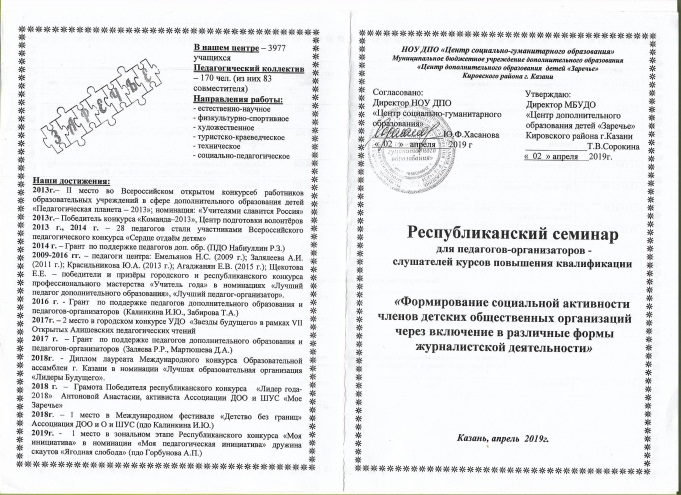 ЗАРЕЧЬЕ
В нашем центре – 3977
учащихся
Педагогический коллектив
– 170 чел. (из них 83
совместителя)
Направления работы:
- естественно-научное
- физкультурно-спортивное
- художественное
- туристко-краеведческое
- техническое
- социально-педагогическое
Наши достижения:
2013г.– II место во Всероссийском открытом конкурсеб работников
образовательных учреждений в сфере дополнительного образования детей
«Педагогическая планета – 2013»; номинация: «Учителями славится Россия»
2013г.– Победитель конкурса «Команда–2013», Центр подготовки волонтёров
2013 г., 2014 г. – 28 педагогов стали участниками Всероссийского
педагогического конкурса «Сердце отдаём детям»
2014 г. – Грант по поддержке педагогов доп. обр. (ПДО Набиуллин Р.З.)
2009-2016 гг. – педагоги центра: Емельянов Н.С. (2009 г.); Залялеева А.И.
(2011 г.); Красильникова Ю.А. (2013 г.); Агаджанян Е.В. (2015 г.); Щекотова
Е.Е. – победители и призёры городского и республиканского конкурса
профессионального мастерства «Учитель года» в номинациях «Лучший
педагог дополнительного образования», «Лучший педагог-организатор».
2016 г. - Грант по поддержке педагогов дополнительного образования и
педагогов-организаторов (Калинкина И.Ю., Забирова Т.А.)
2017г. – 2 место в городском конкурсе УДО «Звезды будущего» в рамках VII
Открытых Алишевских педагогических чтений
2017 г. – Грант по поддержке педагогов дополнительного образования и
педагогов-организаторов (Заляева Р.Р., Мартюшева Д.А.)
2018г. - Диплом лауреата Международного конкурса Образовательной
ассамблеи г. Казани в номинации «Лучшая образовательная организация
«Лидеры Будущего».
2018 г. – Грамота Победителя республиканского конкурса «Лидер года-
2018» Антоновой Анастасии, активиста Ассоциации ДОО и ШУС «Мое
Заречье»
2018г. – 1 место в Международном фестивале «Детство без границ»
Ассоциация ДОО и О и ШУС (пдо Калинкина И.Ю.)
2019г. - 1 место в зональном этапе Республиканского конкурса «Моя
инициатива» в номинации «Моя педагогическая инициатива» дружина
скаутов «Ягодная слобода» (пдо Горбунова А.П.)
НОУ ДПО «Центр социально-гуманитарного образования»
Муниципальное бюджетное учреждение дополнительного образования
«Центр дополнительного образования детей «Заречье»
Кировского района г. Казани
Согласовано:
Директор НОУ ДПО
«Центр социально-гуманитарного
образования»
Ю.Ф.Хасанова
« 02 » апреля 2019 г
Утверждаю:
Директор МБУДО
«Центр дополнительного
образования детей «Заречье»
Кировского района г.Казани
Т.В.Сорокина
« 02 » апреля 2019г.
Республиканский семинар
для педагогов-организаторов -
слушателей курсов повышения квалификации
«Формирование социальной активности
членов детских общественных организаций
через включение в различные формы
журналистской деятельности»
Казань, апрель 2019г.